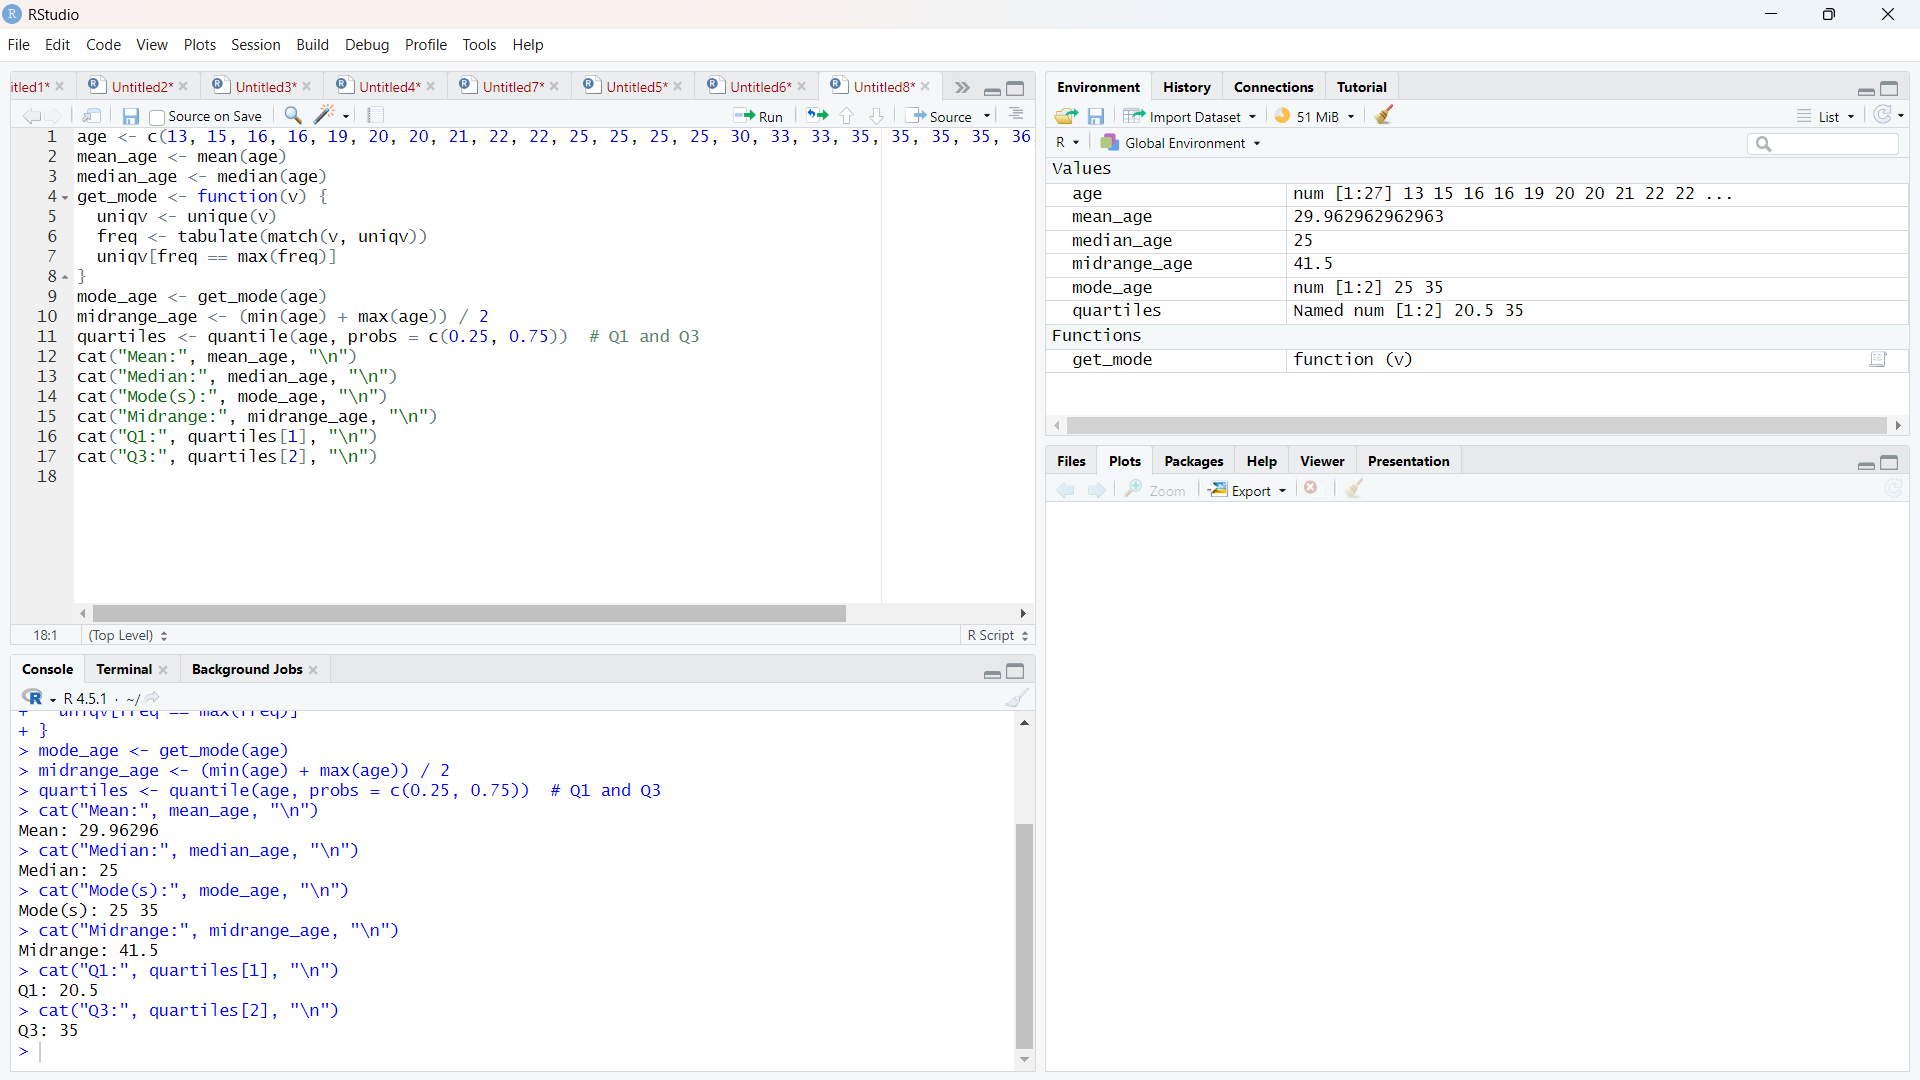 RStudio
File Edit Code View Plots Session Build Debug Profile Tools Help
itled1* Untitled2* Untitled3* Untitled4* Untitled7* Untitled5* Untitled6* Untitled8*
Source on Save Run Source
1 age <- c(13, 15, 16, 16, 19, 20, 20, 21, 22, 22, 25, 25, 25, 25, 30, 33, 33, 35, 35, 35, 35, 36
2 mean_age <- mean(age)
3 median_age <- median(age)
4 get_mode <- function(v) {
5 uniqv <- unique(v)
6 freq <- tabulate(match(v, uniqv))
7 uniqv[freq == max(freq)]
8 }
9 mode_age <- get_mode(age)
10 midrange_age <- (min(age) + max(age)) / 2
11 quartiles <- quantile(age, probs = c(0.25, 0.75)) # Q1 and Q3
12 cat("Mean:", mean_age, "\n")
13 cat("Median:", median_age, "\n")
14 cat("Mode(s):", mode_age, "\n")
15 cat("Midrange:", midrange_age, "\n")
16 cat("Q1:", quartiles[1], "\n")
17 cat("Q3:", quartiles[2], "\n")
18
18:1 (Top Level) R Script
Console Terminal Background Jobs
R 4.5.1 · ~/
+ uniqv[freq == max(freq)]
+ }
> mode_age <- get_mode(age)
> midrange_age <- (min(age) + max(age)) / 2
> quartiles <- quantile(age, probs = c(0.25, 0.75)) # Q1 and Q3
> cat("Mean:", mean_age, "\n")
Mean: 29.96296
> cat("Median:", median_age, "\n")
Median: 25
> cat("Mode(s):", mode_age, "\n")
Mode(s): 25 35
> cat("Midrange:", midrange_age, "\n")
Midrange: 41.5
> cat("Q1:", quartiles[1], "\n")
Q1: 20.5
> cat("Q3:", quartiles[2], "\n")
Q3: 35
>
Environment History Connections Tutorial
Import Dataset 51 MiB List
R Global Environment
Values
age num [1:27] 13 15 16 16 19 20 20 21 22 22 ...
mean_age 29.962962962963
median_age 25
midrange_age 41.5
mode_age num [1:2] 25 35
quartiles Named num [1:2] 20.5 35
Functions
get_mode function (v)
Files Plots Packages Help Viewer Presentation
Zoom Export